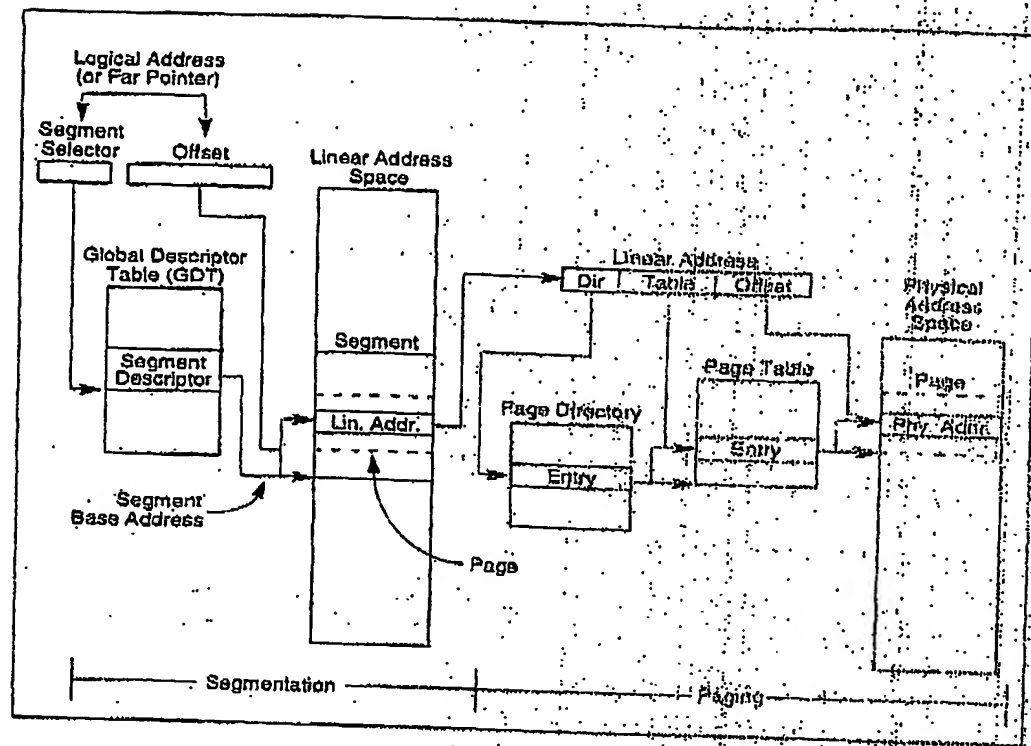 Logical Address
(or Far Pointer)
Segment
Selector
Offset
Linear Address
Space
Global Descriptor
Table (GDT)
Segment
Descriptor
Segment
Base Address
Segment
Lin. Addr.
Page
Linear Address
Dir
Table
Offset
Page Directory
Entry
Page Table
Entry
Physical
Address
Space
Page
Phy. Addr.
Segmentation
Paging